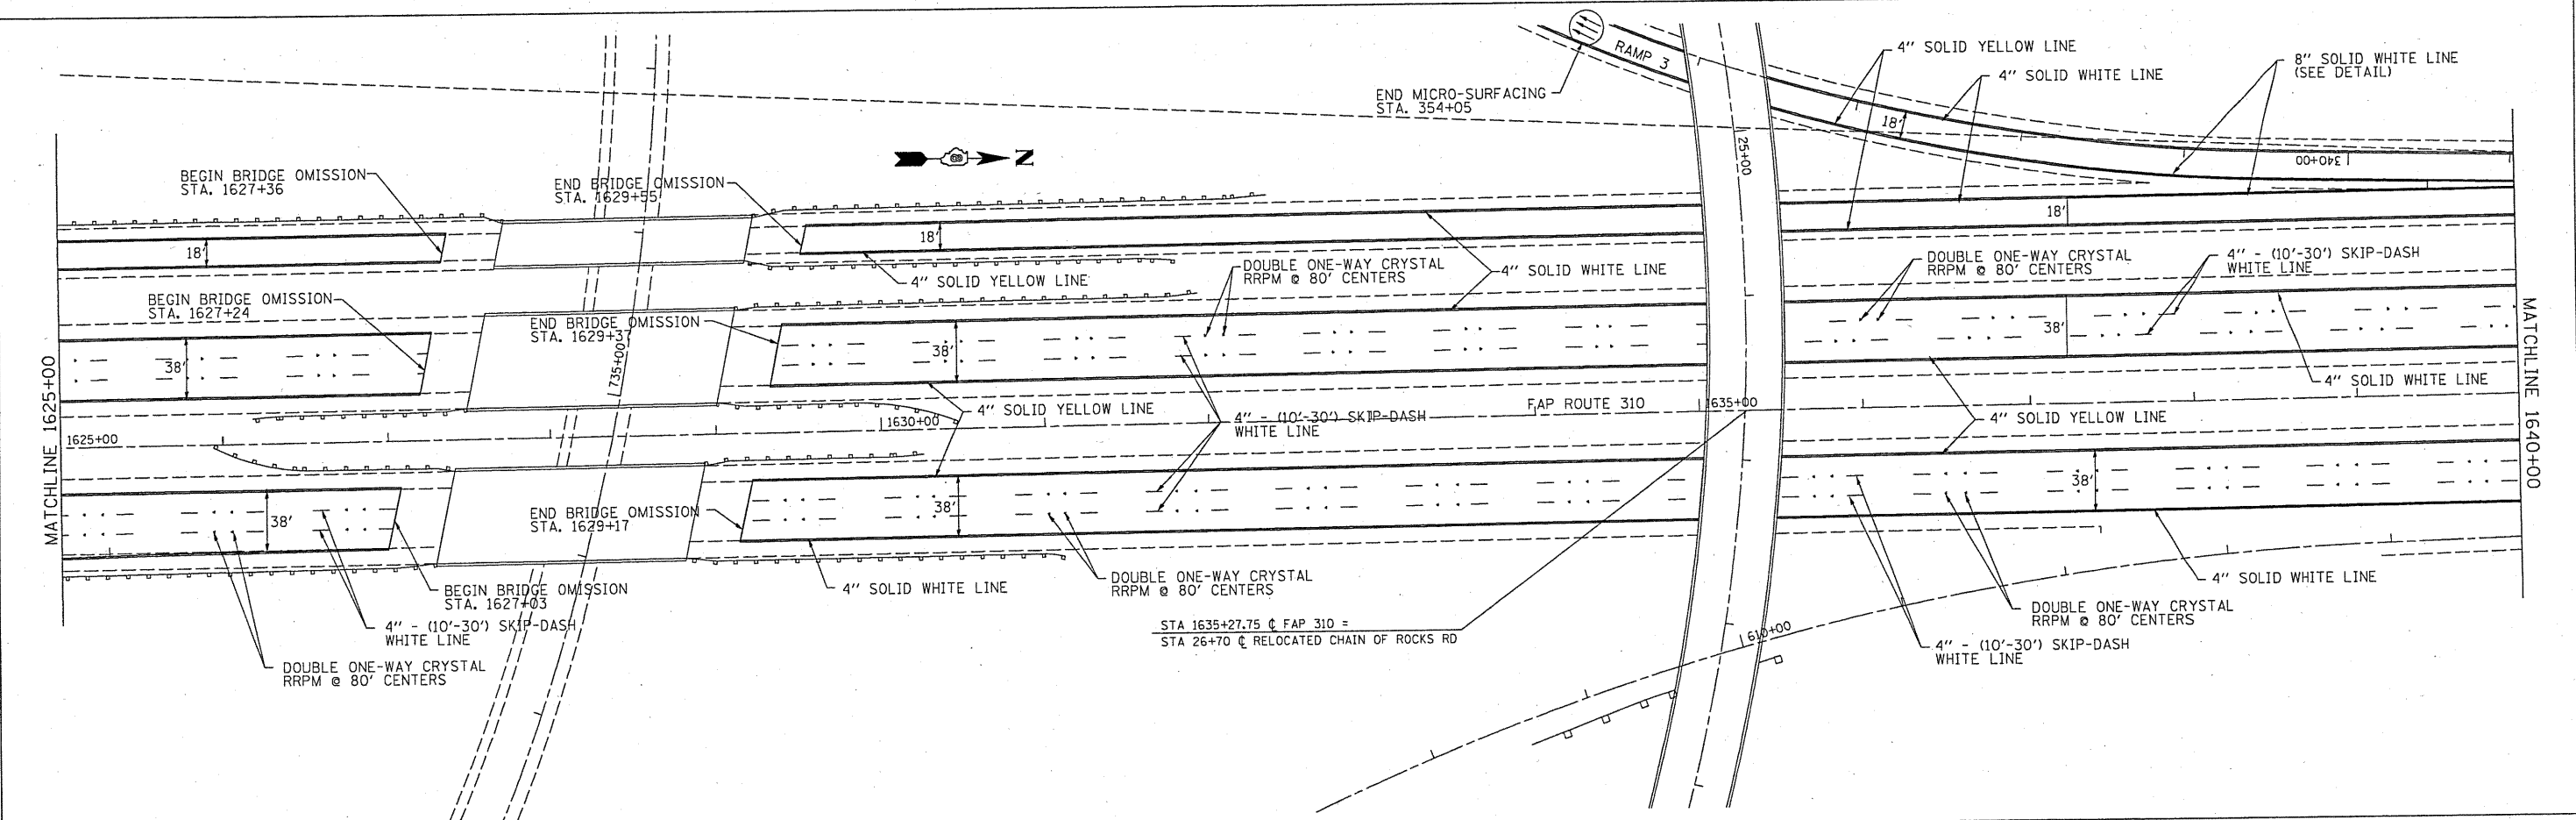 RAMP 3
4" SOLID YELLOW LINE
4" SOLID WHITE LINE
8" SOLID WHITE LINE
(SEE DETAIL)
END MICRO-SURFACING
STA. 354+05
18'
340+00
25+00
N
BEGIN BRIDGE OMISSION
STA. 1627+36
END BRIDGE OMISSION
STA. 1629+55
18'
18'
18'
4" SOLID YELLOW LINE
DOUBLE ONE-WAY CRYSTAL
RRPM @ 80' CENTERS
4" SOLID WHITE LINE
DOUBLE ONE-WAY CRYSTAL
RRPM @ 80' CENTERS
4" - (10'-30') SKIP-DASH
WHITE LINE
BEGIN BRIDGE OMISSION
STA. 1627+24
END BRIDGE OMISSION
STA. 1629+37
38'
38'
38'
735+00
4" SOLID WHITE LINE
MATCHLINE 1625+00
MATCHLINE 1640+00
4" SOLID YELLOW LINE
4" - (10'-30') SKIP-DASH
WHITE LINE
FAP ROUTE 310
1635+00
4" SOLID YELLOW LINE
1625+00
1630+00
38'
END BRIDGE OMISSION
STA. 1629+17
38'
38'
BEGIN BRIDGE OMISSION
STA. 1627+03
4" SOLID WHITE LINE
DOUBLE ONE-WAY CRYSTAL
RRPM @ 80' CENTERS
4" SOLID WHITE LINE
4" - (10'-30') SKIP-DASH
WHITE LINE
DOUBLE ONE-WAY CRYSTAL
RRPM @ 80' CENTERS
STA 1635+27.75 ℄ FAP 310 =
STA 26+70 ℄ RELOCATED CHAIN OF ROCKS RD
610+00
DOUBLE ONE-WAY CRYSTAL
RRPM @ 80' CENTERS
4" - (10'-30') SKIP-DASH
WHITE LINE